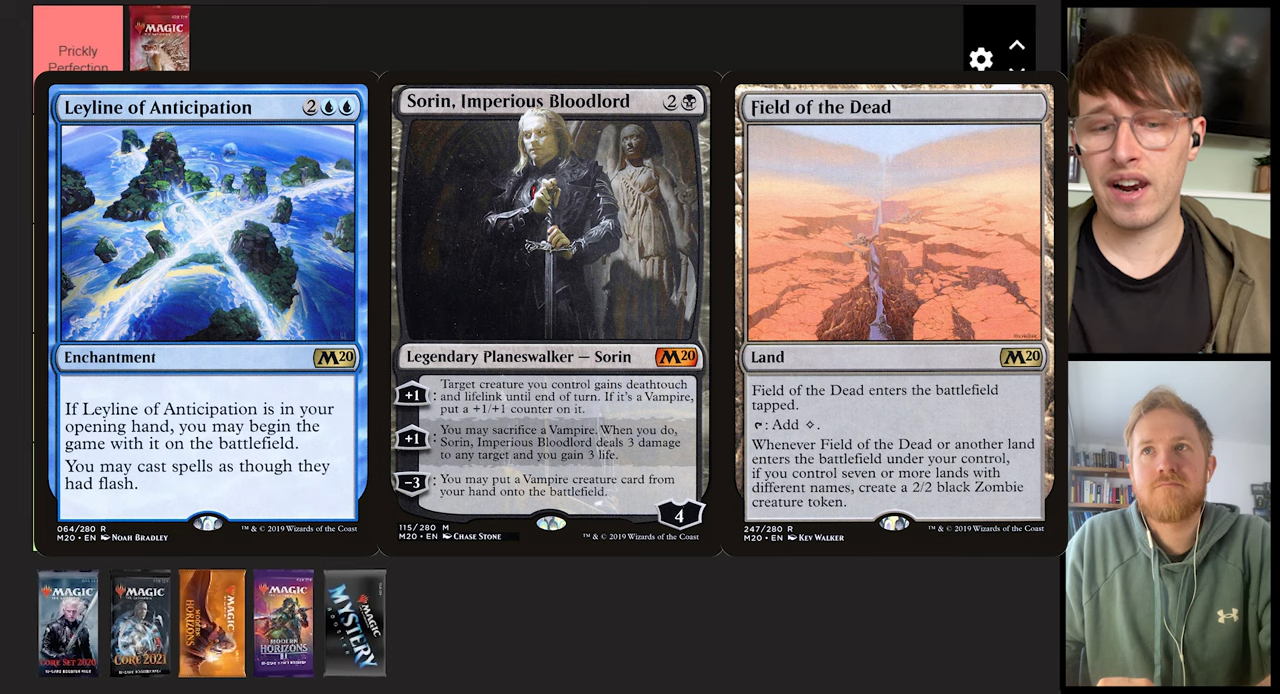 Prickly
Perfection
MAGIC
Leyline of Anticipation
2
Enchantment
M20
If Leyline of Anticipation is in your
opening hand, you may begin the
game with it on the battlefield.
You may cast spells as though they
had flash.
064/280 R
M20 • EN NOAH BRADLEY
™ & © 2019 Wizards of the Coast
Sorin, Imperious Bloodlord
2
Legendary Planeswalker — Sorin
M20
+1: Target creature you control gains deathtouch
and lifelink until end of turn. If it's a Vampire,
put a +1/+1 counter on it.
+1: You may sacrifice a Vampire. When you do,
Sorin, Imperious Bloodlord deals 3 damage
to any target and you gain 3 life.
−3: You may put a Vampire creature card from
your hand onto the battlefield.
4
115/280 M
M20 • EN CHASE STONE
™ & © 2019 Wizards of the Coast
Field of the Dead
Land
M20
Field of the Dead enters the battlefield
tapped.
: Add .
Whenever Field of the Dead or another land
enters the battlefield under your control,
if you control seven or more lands with
different names, create a 2/2 black Zombie
creature token.
247/280 R
M20 • EN KEV WALKER
™ & © 2019 Wizards of the Coast
MAGIC
CORE SET 2020
MAGIC
CORE 2021
MAGIC
MODERN
HORIZONS
MAGIC
MODERN
HORIZONS
II
MAGIC
MYSTERY